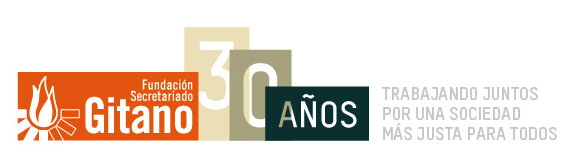 Fundación
Secretariado
Gitano
30
AÑOS
TRABAJANDO JUNTOS
POR UNA SOCIEDAD
MÁS JUSTA PARA TODOS